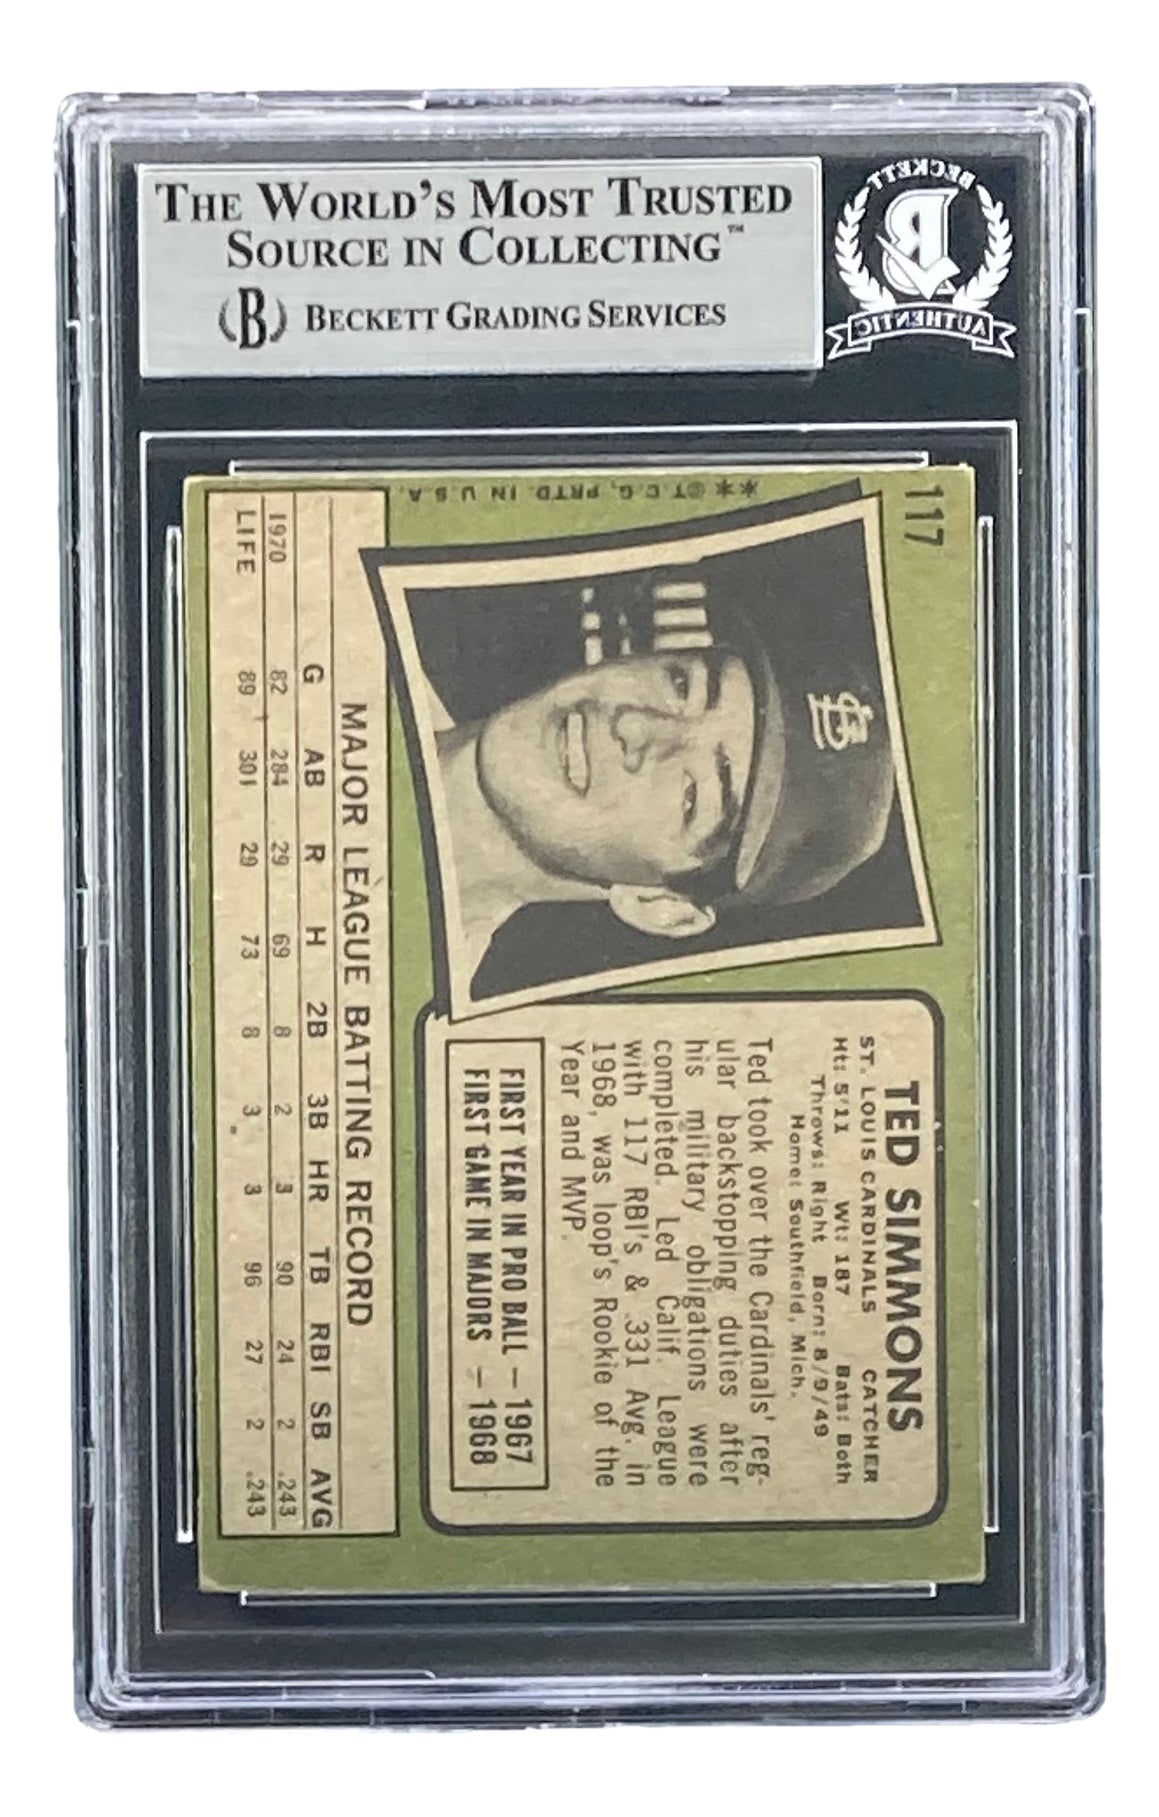 THE WORLD'S MOST TRUSTED
SOURCE IN COLLECTING™
(B) BECKETT GRADING SERVICES
BECKETT
B
AUTHENTIC
117
**©T.C.G. PRTD. IN U.S.A.
TED SIMMONS
ST. LOUIS CARDINALS CATCHER
Ht: 5'11 Wt: 187 Bats: Both
Throws: Right Born: 8/9/49
Home: Southfield, Mich.
Ted took over the Cardinals' reg-
ular backstopping duties after
his military obligations were
completed. Led Calif. League
with 117 RBI's & .331 Avg. in
1968, was loop's Rookie of the
Year and MVP.
FIRST YEAR IN PRO BALL — 1967
FIRST GAME IN MAJORS — 1968
MAJOR LEAGUE BATTING RECORD
G AB R H 2B 3B HR TB RBI SB AVG
1970 82 284 29 69 8 2 3 90 24 2 .243
LIFE 89 301 29 73 8 3 3 96 27 2 .243